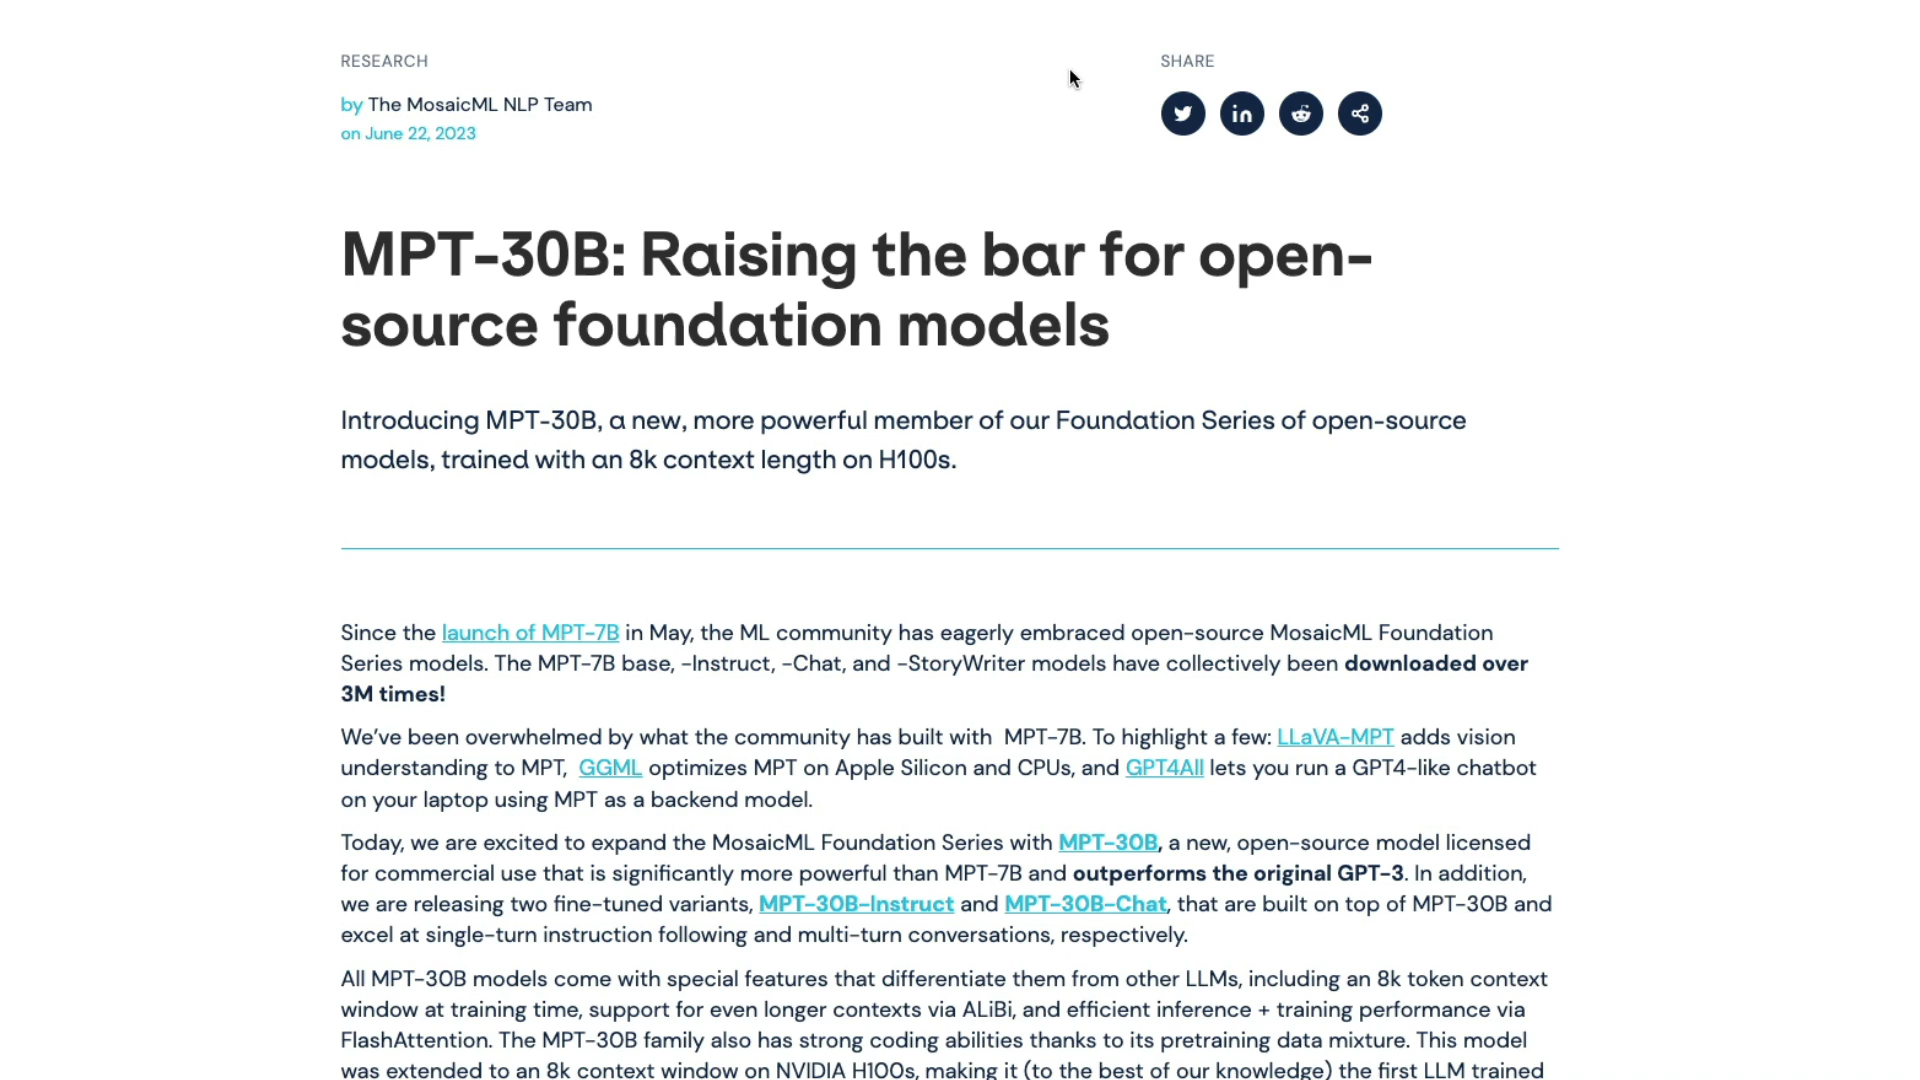 RESEARCH
SHARE
by The MosaicML NLP Team
on June 22, 2023
MPT-30B: Raising the bar for open-
source foundation models
Introducing MPT-30B, a new, more powerful member of our Foundation Series of open-source
models, trained with an 8k context length on H100s.
Since the launch of MPT-7B in May, the ML community has eagerly embraced open-source MosaicML Foundation
Series models. The MPT-7B base, -Instruct, -Chat, and -StoryWriter models have collectively been downloaded over
3M times!
We’ve been overwhelmed by what the community has built with  MPT-7B. To highlight a few: LLaVA-MPT adds vision
understanding to MPT,  GGML optimizes MPT on Apple Silicon and CPUs, and GPT4All lets you run a GPT4-like chatbot
on your laptop using MPT as a backend model.
Today, we are excited to expand the MosaicML Foundation Series with MPT-30B, a new, open-source model licensed
for commercial use that is significantly more powerful than MPT-7B and outperforms the original GPT-3. In addition,
we are releasing two fine-tuned variants, MPT-30B-Instruct and MPT-30B-Chat, that are built on top of MPT-30B and
excel at single-turn instruction following and multi-turn conversations, respectively.
All MPT-30B models come with special features that differentiate them from other LLMs, including an 8k token context
window at training time, support for even longer contexts via ALiBi, and efficient inference + training performance via
FlashAttention. The MPT-30B family also has strong coding abilities thanks to its pretraining data mixture. This model
was extended to an 8k context window on NVIDIA H100s, making it (to the best of our knowledge) the first LLM trained